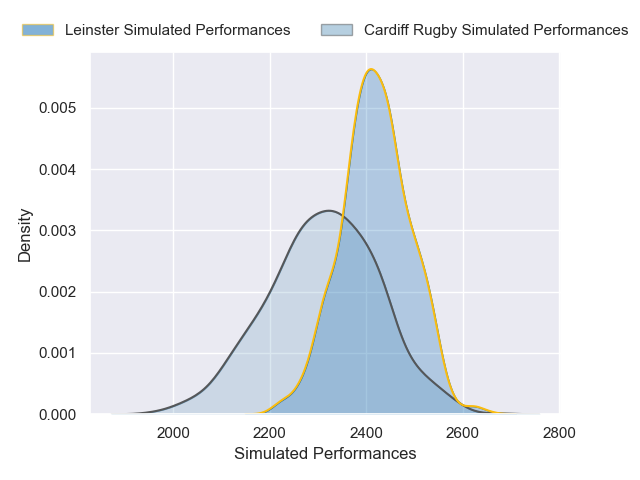 Leinster Simulated Performances
Cardiff Rugby Simulated Performances
Density
0.005
0.004
0.003
0.002
0.001
0.000
2000 2200 2400 2600 2800
Simulated Performances